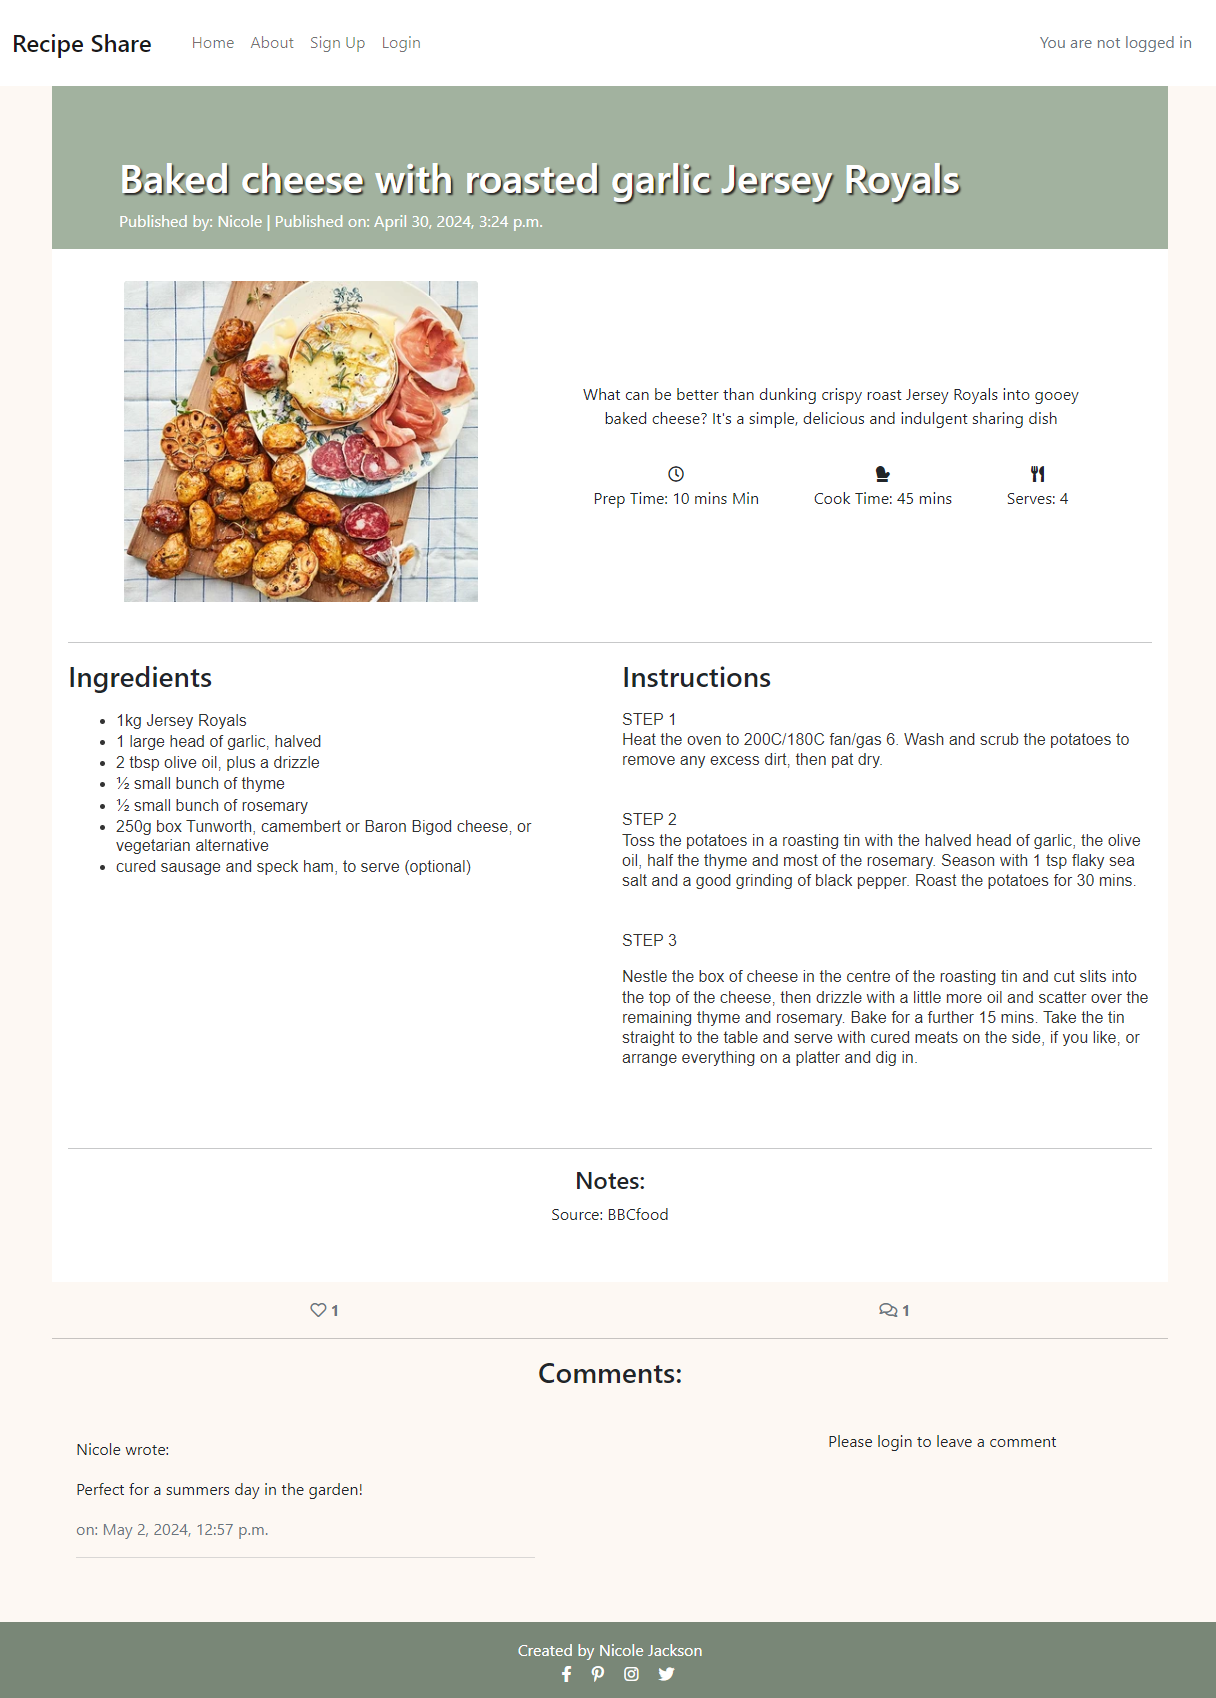 Recipe Share
Home About Sign Up Login
You are not logged in
Baked cheese with roasted garlic Jersey Royals
Published by: Nicole | Published on: April 30, 2024, 3:24 p.m.
What can be better than dunking crispy roast Jersey Royals into gooey
baked cheese? It's a simple, delicious and indulgent sharing dish
Prep Time: 10 mins Min
Cook Time: 45 mins
Serves: 4
Ingredients
• 1kg Jersey Royals
• 1 large head of garlic, halved
• 2 tbsp olive oil, plus a drizzle
• ½ small bunch of thyme
• ½ small bunch of rosemary
• 250g box Tunworth, camembert or Baron Bigod cheese, or
vegetarian alternative
• cured sausage and speck ham, to serve (optional)
Instructions
STEP 1
Heat the oven to 200C/180C fan/gas 6. Wash and scrub the potatoes to
remove any excess dirt, then pat dry.
STEP 2
Toss the potatoes in a roasting tin with the halved head of garlic, the olive
oil, half the thyme and most of the rosemary. Season with 1 tsp flaky sea
salt and a good grinding of black pepper. Roast the potatoes for 30 mins.
STEP 3
Nestle the box of cheese in the centre of the roasting tin and cut slits into
the top of the cheese, then drizzle with a little more oil and scatter over the
remaining thyme and rosemary. Bake for a further 15 mins. Take the tin
straight to the table and serve with cured meats on the side, if you like, or
arrange everything on a platter and dig in.
Notes:
Source: BBCfood
1
1
Comments:
Nicole wrote:
Perfect for a summers day in the garden!
on: May 2, 2024, 12:57 p.m.
Please login to leave a comment
Created by Nicole Jackson